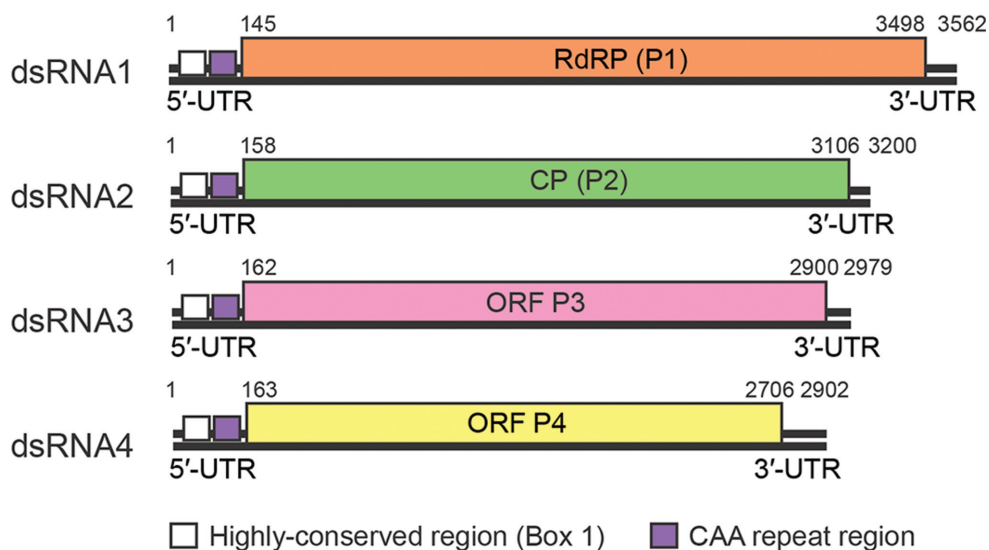 1 145 3498 3562
dsRNA1 RdRP (P1)
5′-UTR 3′-UTR
1 158 3106 3200
dsRNA2 CP (P2)
5′-UTR 3′-UTR
1 162 2900 2979
dsRNA3 ORF P3
5′-UTR 3′-UTR
1 163 2706 2902
dsRNA4 ORF P4
5′-UTR 3′-UTR
Highly-conserved region (Box 1) CAA repeat region